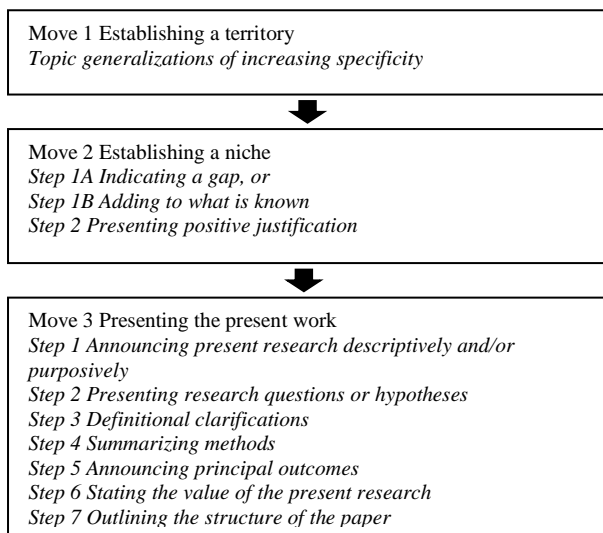 Move 1 Establishing a territory
Topic generalizations of increasing specificity
Move 2 Establishing a niche
Step 1A Indicating a gap, or
Step 1B Adding to what is known
Step 2 Presenting positive justification
Move 3 Presenting the present work
Step 1 Announcing present research descriptively and/or
purposively
Step 2 Presenting research questions or hypotheses
Step 3 Definitional clarifications
Step 4 Summarizing methods
Step 5 Announcing principal outcomes
Step 6 Stating the value of the present research
Step 7 Outlining the structure of the paper